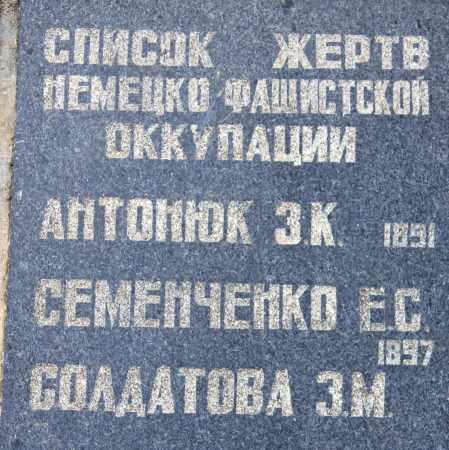 СПИСОК ЖЕРТВ
НЕМЕЦКО ФАШИСТСКОЙ
ОККУПАЦИИ
АНТОНЮК З.К. 1891
СЕМЕНЧЕНКО Е.С.
1897
СОЛДАТОВА З.М.